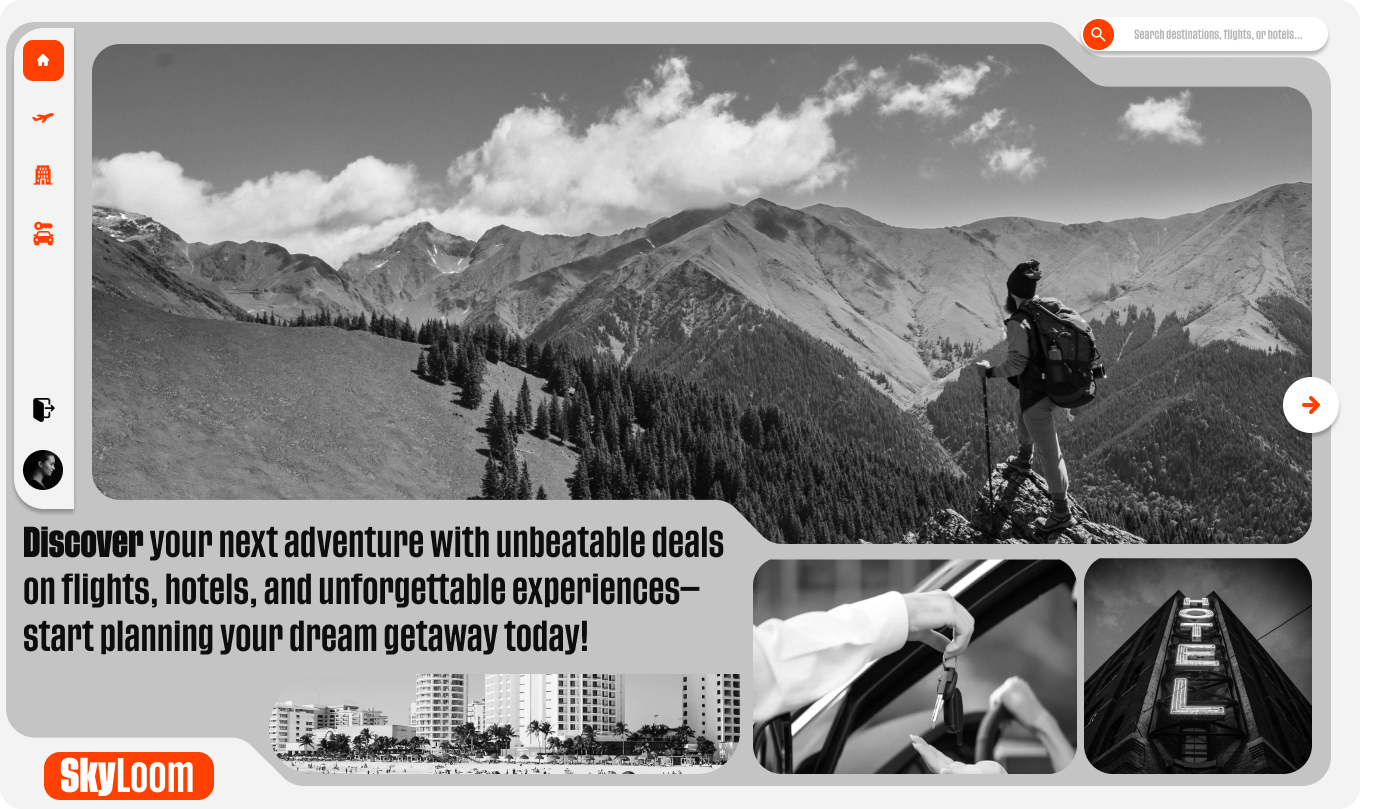 Search destinations, flights, or hotels...
Discover your next adventure with unbeatable deals
on flights, hotels, and unforgettable experiences—
start planning your dream getaway today!
HOTEL
SkyLoom